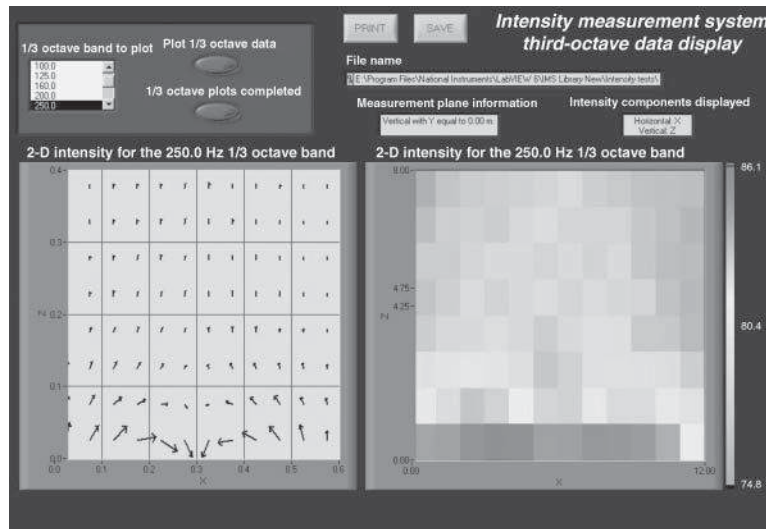 PRINT
SAVE
Intensity measurement system
third-octave data display
1/3 octave band to plot
Plot 1/3 octave data
100.0
125.0
160.0
200.0
250.0
1/3 octave plots completed
File name
E:\Program Files\National Instruments\LabVIEW 6\IMS Library New\Intensity tests\
Measurement plane information
Vertical with Y equal to 0.00 m.
Intensity components displayed
Horizontal: X
Vertical: Z
2-D intensity for the 250.0 Hz 1/3 octave band
0.4
0.3
Z 0.2
0.1
0.0
0.0 0.1 0.2 0.3 0.4 0.5 0.6
X
2-D intensity for the 250.0 Hz 1/3 octave band
8.00
4.75
4.25
Z
0.00
0.00 12.00
X
86.1
80.4
74.8